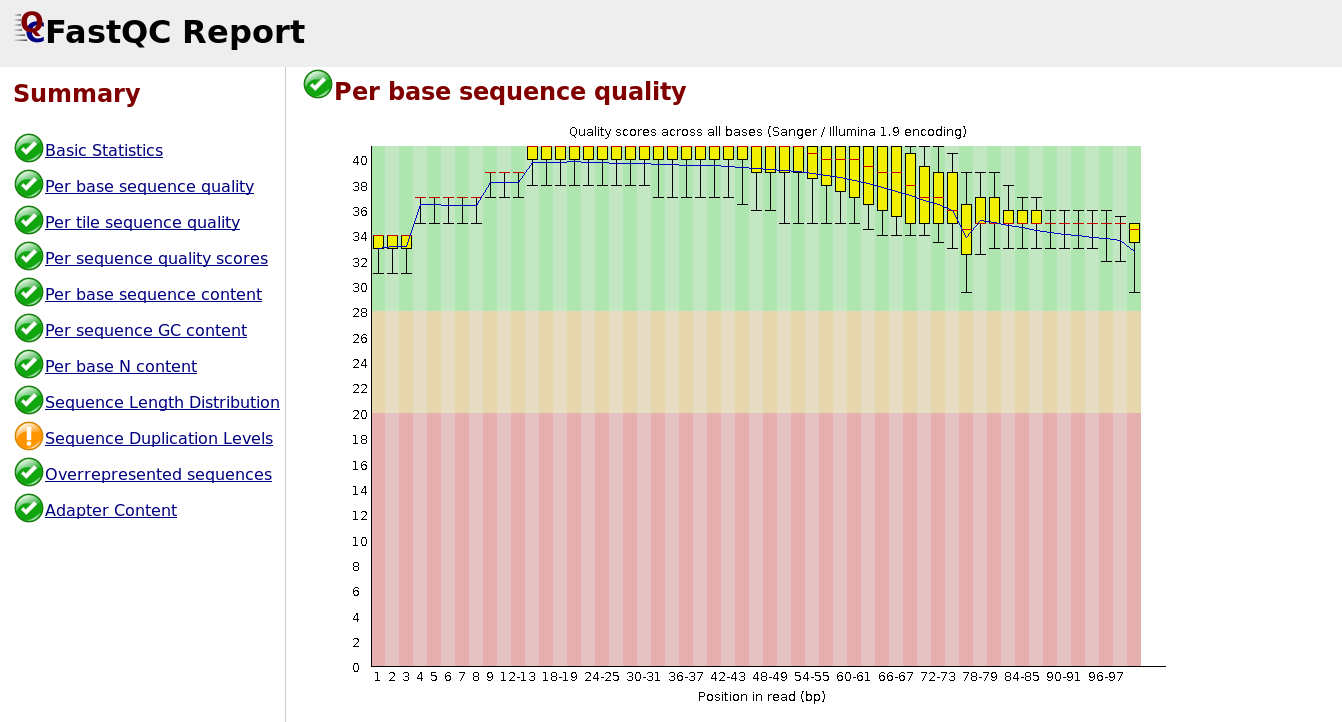 FastQC Report
Summary
Basic Statistics
Per base sequence quality
Per tile sequence quality
Per sequence quality scores
Per base sequence content
Per sequence GC content
Per base N content
Sequence Length Distribution
Sequence Duplication Levels
Overrepresented sequences
Adapter Content
Per base sequence quality
Quality scores across all bases (Sanger / Illumina 1.9 encoding)
40
38
36
34
32
30
28
26
24
22
20
18
16
14
12
10
8
6
4
2
0
1 2 3 4 5 6 7 8 9 12-13 18-19 24-25 30-31 36-37 42-43 48-49 54-55 60-61 66-67 72-73 78-79 84-85 90-91 96-97
Position in read (bp)